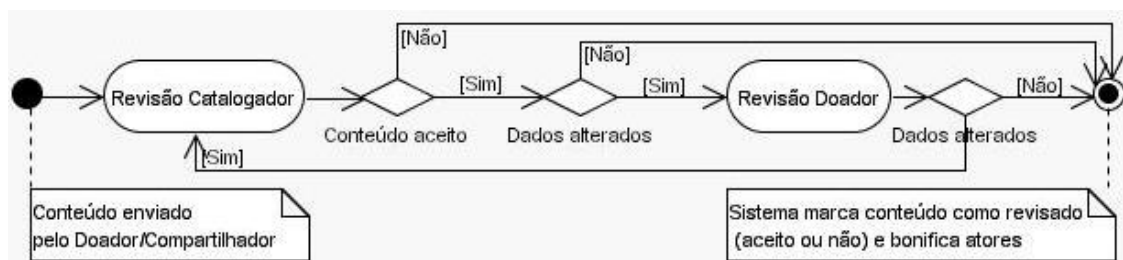 [Não]
[Não]
[Sim]
[Sim]
[Não]
Revisão Catalogador
Revisão Doador
Conteúdo aceito
Dados alterados
Dados alterados
[Sim]
Conteúdo enviado
pelo Doador/Compartilhador
Sistema marca conteúdo como revisado
(aceito ou não) e bonifica atores